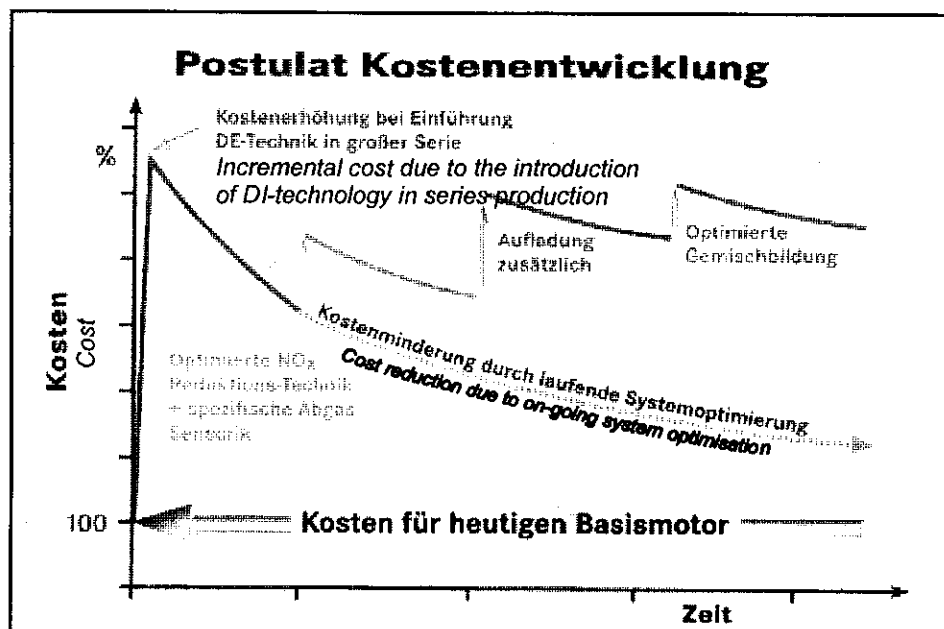 Postulat Kostenentwicklung
Kostenerhöhung bei Einführung
DE-Technik in großer Serie
Incremental cost due to the introduction
of DI-technology in series production
%
Kosten
Cost
Aufladung
zusätzlich
Optimierte
Gemischbildung
Optimierte NOx
Reduktions-Technik
+ spezifische Abgas
Sensorik
Kostenminderung durch laufende Systemoptimierung
Cost reduction due to on-going system optimisation
100
Kosten für heutigen Basismotor
Zeit